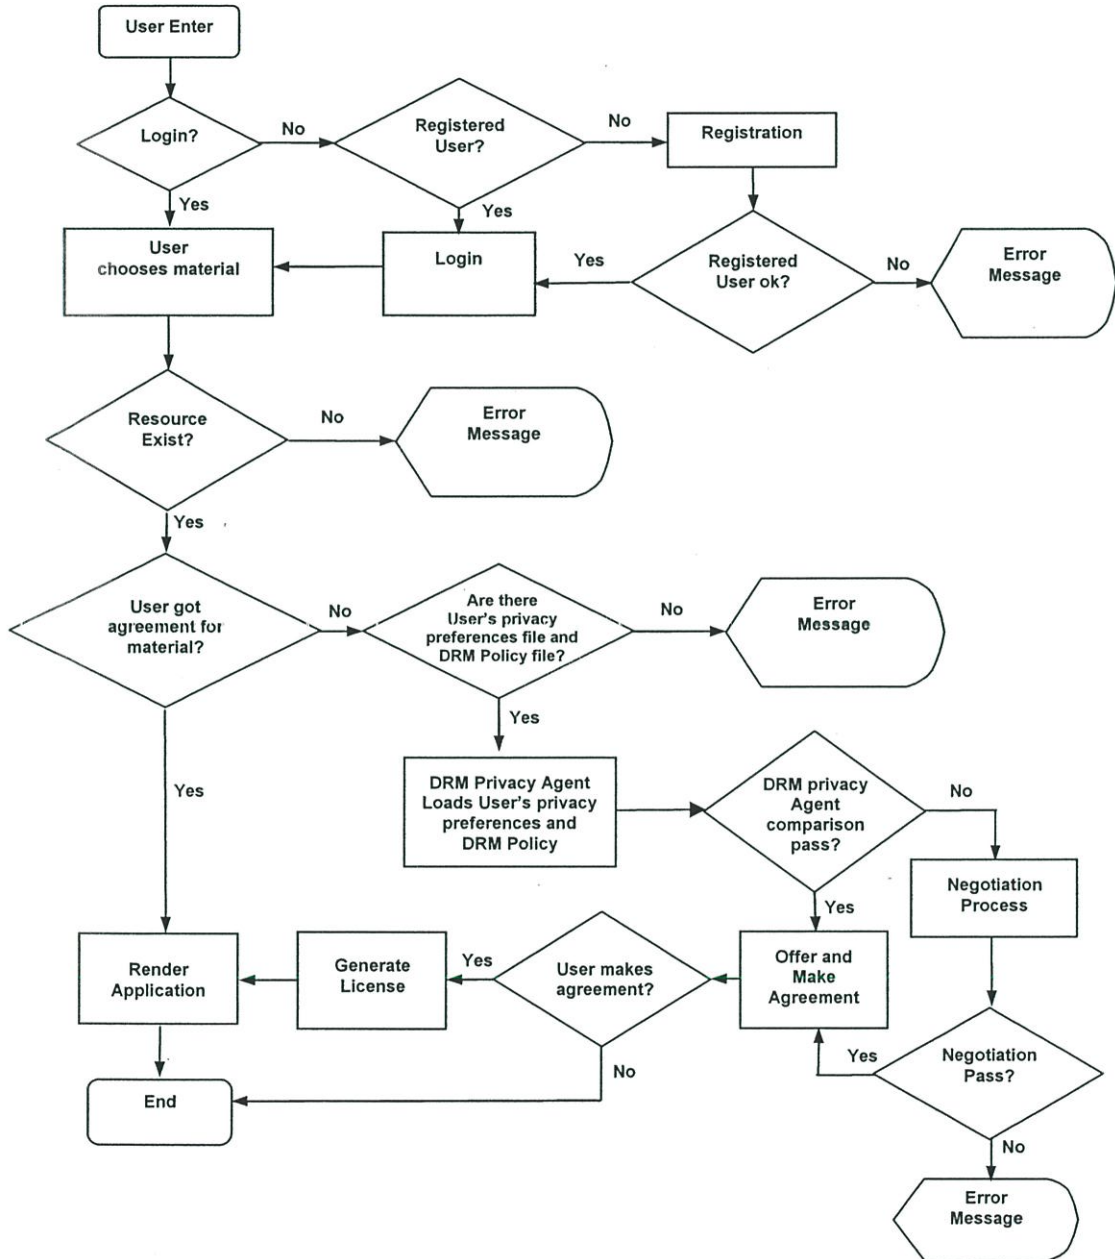 User Enter
Login?
No
Registered
User?
No
Registration
Yes
Yes
User
chooses material
Login
Yes
Registered
User ok?
No
Error
Message
Resource
Exist?
No
Error
Message
Yes
User got
agreement for
material?
No
Are there
User's privacy
preferences file and
DRM Policy file?
No
Error
Message
Yes
Yes
DRM Privacy Agent
Loads User's privacy
preferences and
DRM Policy
DRM privacy
Agent
comparison
pass?
No
Negotiation
Process
Yes
Render
Application
Generate
License
Yes
User makes
agreement?
Offer and
Make
Agreement
No
Yes
Negotiation
Pass?
End
No
Error
Message